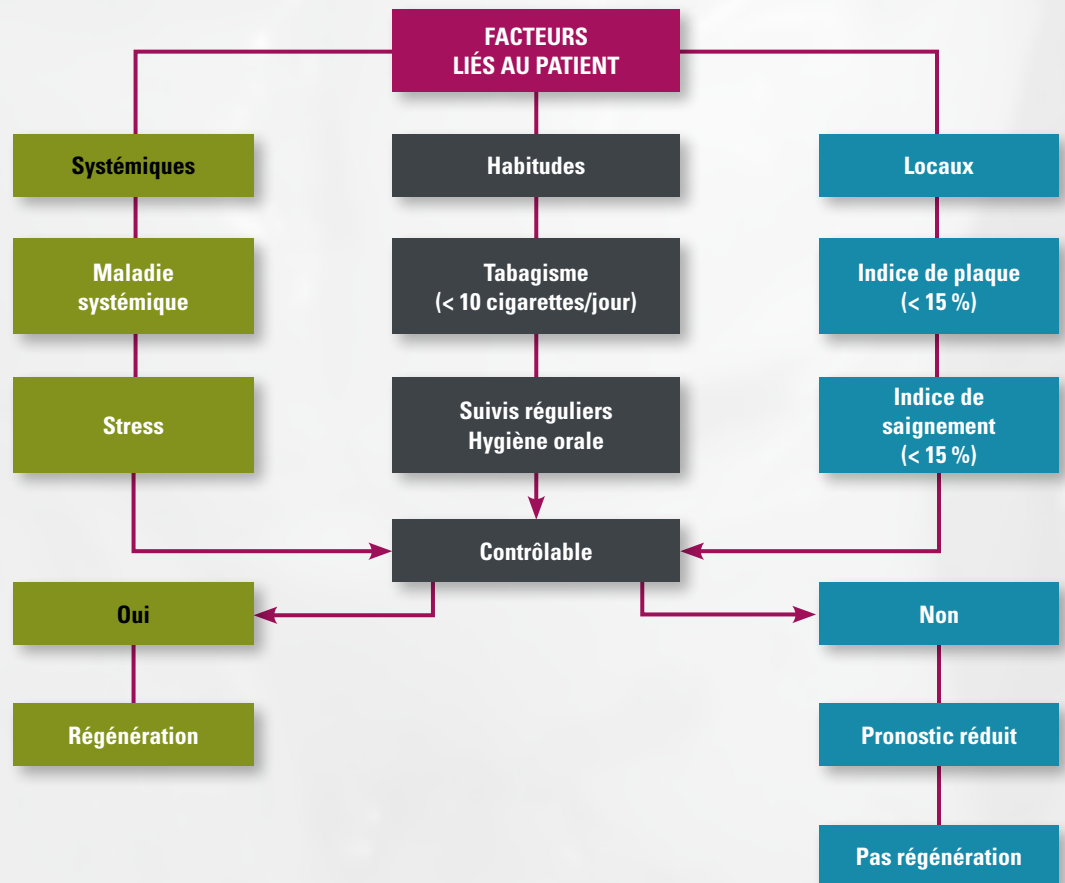 FACTEURS
LIÉS AU PATIENT
Systémiques
Habitudes
Locaux
Maladie
systémique
Tabagisme
(< 10 cigarettes/jour)
Indice de plaque
(< 15 %)
Stress
Suivis réguliers
Hygiène orale
Indice de
saignement
(< 15 %)
Contrôlable
Oui
Non
Régénération
Pronostic réduit
Pas régénération